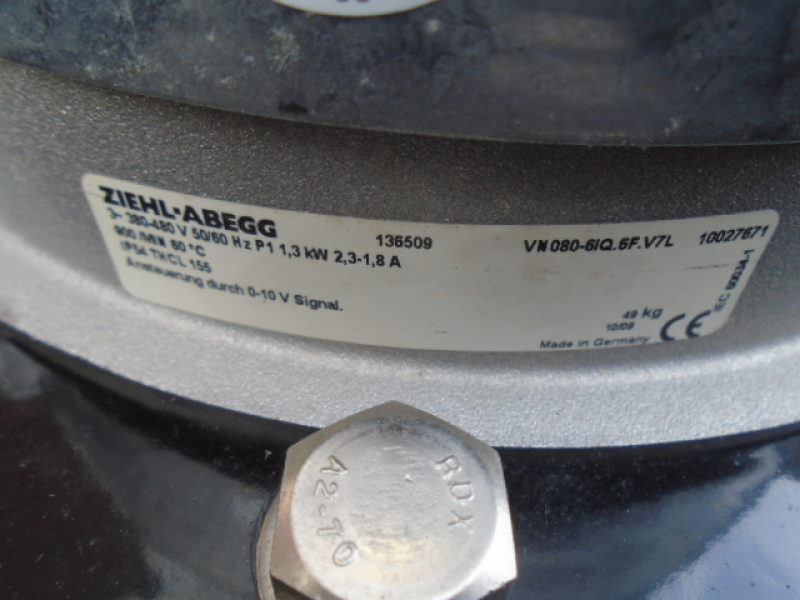 ZIEHL-ABEGG
3~ 380-480 V 50/60 Hz P1 1,3 kW 2,3-1,8 A
900 /MIN 60 °C
IP54 THCL 155
Ansteuerung durch 0-10 V Signal.
136509
VN080-6IQ.6F.V7L 10027671
49 kg
10/09
Made in Germany
CE
IEC 60034-1
BDX
A2-70